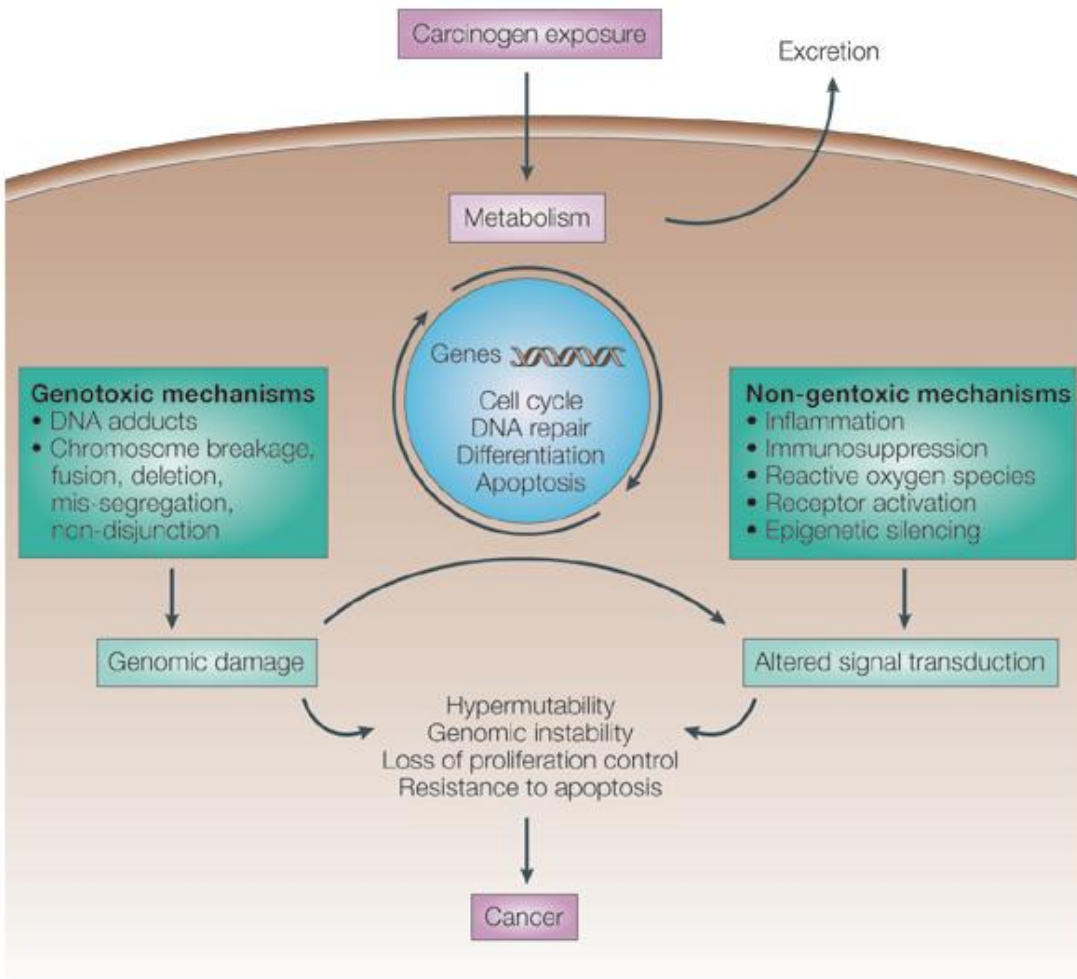 Carcinogen exposure
Excretion
Metabolism
Genes
Cell cycle
DNA repair
Differentiation
Apoptosis
Genotoxic mechanisms
• DNA adducts
• Chromosome breakage,
fusion, deletion,
mis-segregation,
non-disjunction
Non-gentoxic mechanisms
• Inflammation
• Immunosuppression
• Reactive oxygen species
• Receptor activation
• Epigenetic silencing
Genomic damage
Altered signal transduction
Hypermutability
Genomic instability
Loss of proliferation control
Resistance to apoptosis
Cancer